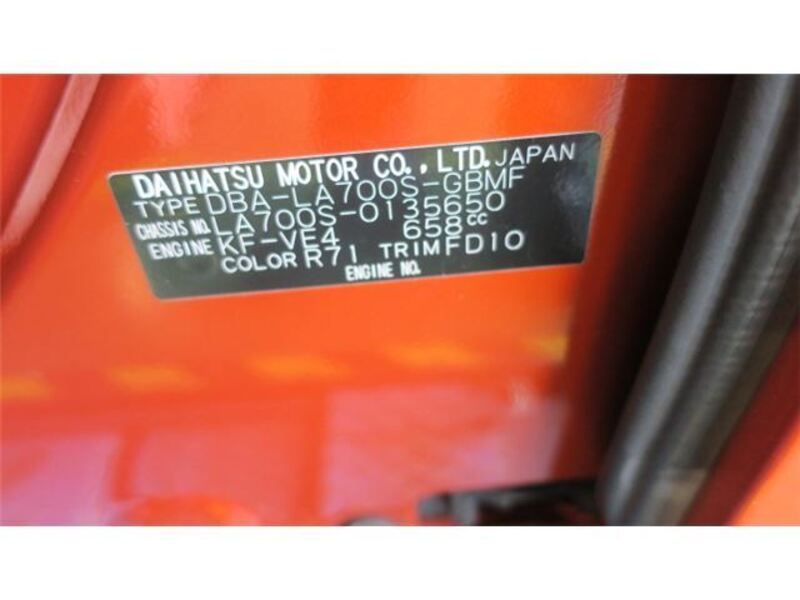 DAIHATSU MOTOR CO., LTD. JAPAN
TYPE DBA-LA700S-GBMF
CHASSIS NO. LA700S-0135650
ENGINE KF-VE4 658cc
COLOR R71 TRIM FD10
ENGINE NO.